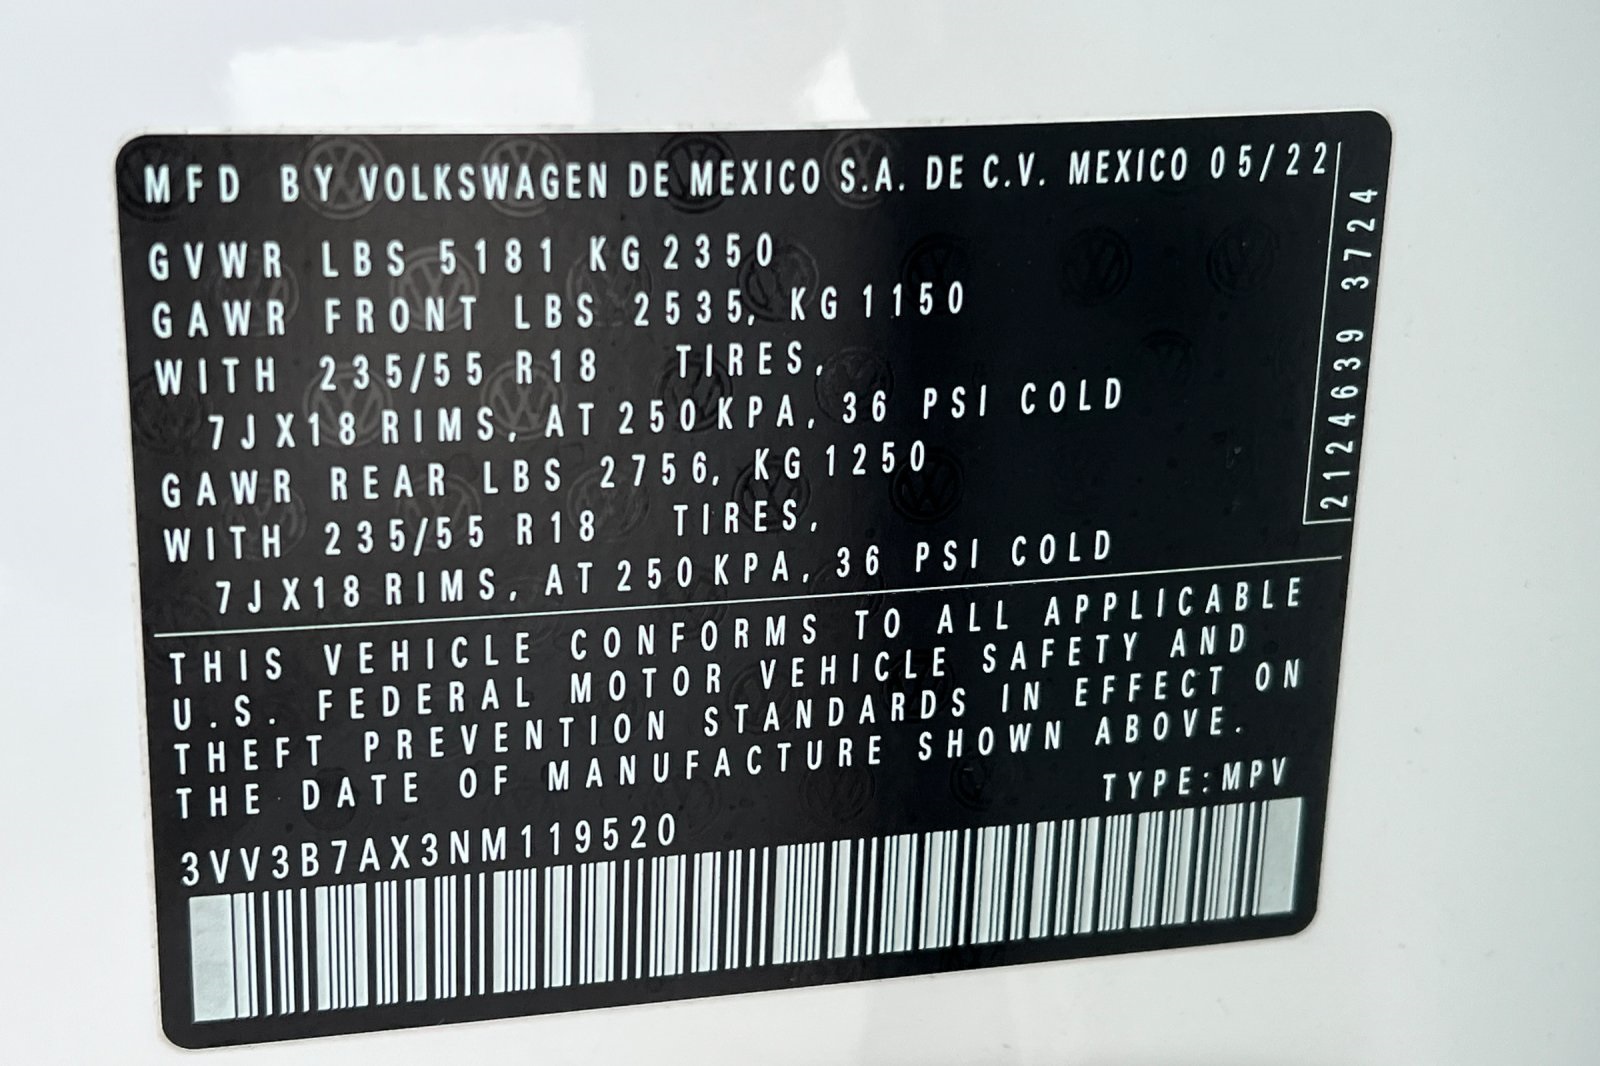 MFD BY VOLKSWAGEN DE MEXICO S.A. DE C.V. MEXICO 05/22
GVWR LBS 5181 KG 2350
GAWR FRONT LBS 2535, KG 1150
WITH 235/55 R18 TIRES,
7JX18 RIMS, AT 250 KPA, 36 PSI COLD
GAWR REAR LBS 2756, KG 1250
WITH 235/55 R18 TIRES,
7JX18 RIMS, AT 250 KPA, 36 PSI COLD
2124639 3724
THIS VEHICLE CONFORMS TO ALL APPLICABLE
U.S. FEDERAL MOTOR VEHICLE SAFETY AND
THEFT PREVENTION STANDARDS IN EFFECT ON
THE DATE OF MANUFACTURE SHOWN ABOVE.
TYPE: MPV
3VV3B7AX3NM119520